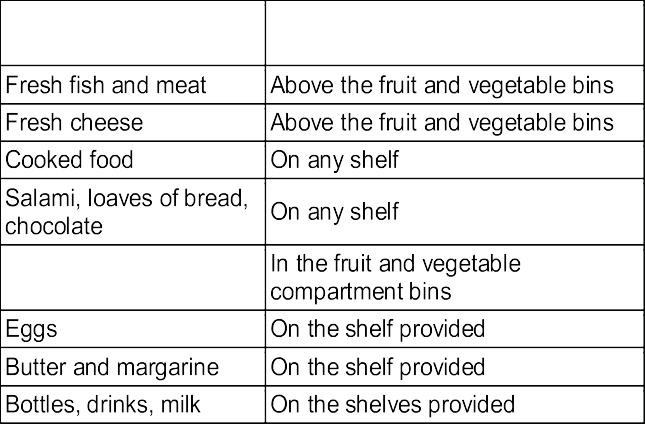 Fresh fish and meat Above the fruit and vegetable bins
Fresh cheese Above the fruit and vegetable bins
Cooked food On any shelf
Salami, loaves of bread,
chocolate
On any shelf
In the fruit and vegetable
compartment bins
Eggs On the shelf provided
Butter and margarine On the shelf provided
Bottles, drinks, milk On the shelves provided